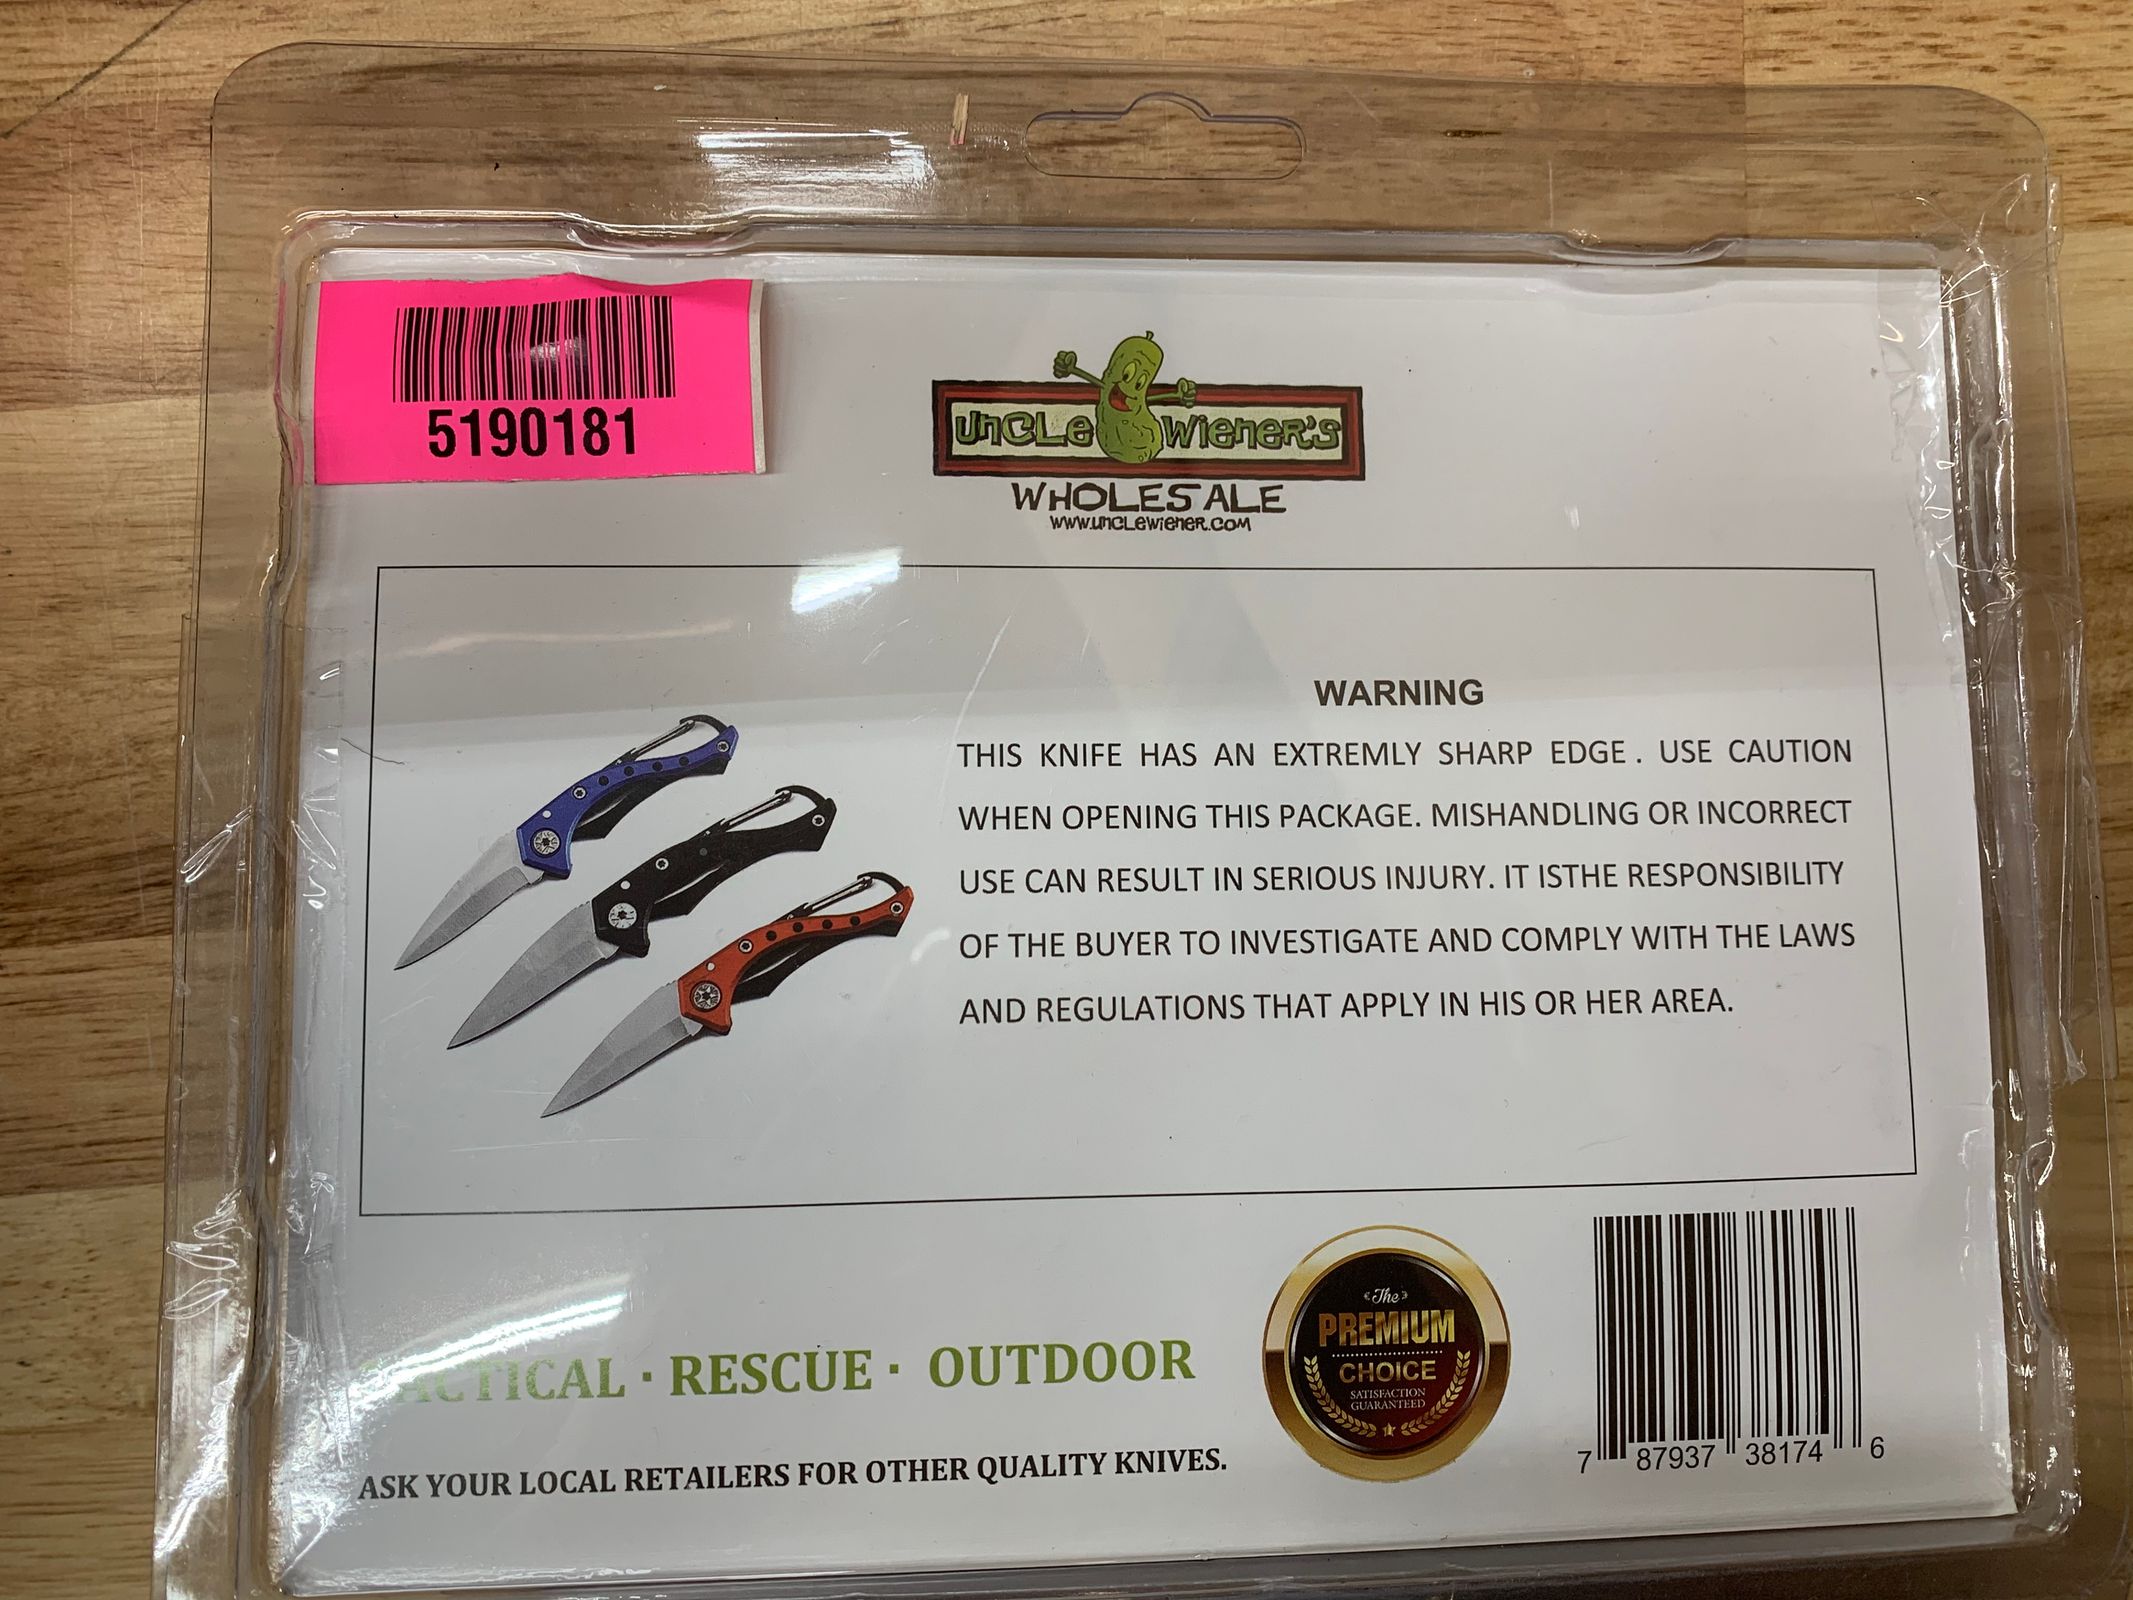 5190181
UNCLE WIENER'S
WHOLESALE
WWW.UNCLEWIENER.COM
WARNING
THIS KNIFE HAS AN EXTREMLY SHARP EDGE . USE CAUTION
WHEN OPENING THIS PACKAGE. MISHANDLING OR INCORRECT
USE CAN RESULT IN SERIOUS INJURY. IT ISTHE RESPONSIBILITY
OF THE BUYER TO INVESTIGATE AND COMPLY WITH THE LAWS
AND REGULATIONS THAT APPLY IN HIS OR HER AREA.
TACTICAL · RESCUE · OUTDOOR
ASK YOUR LOCAL RETAILERS FOR OTHER QUALITY KNIVES.
The
PREMIUM
CHOICE
SATISFACTION
GUARANTEED
7 87937 38174 6